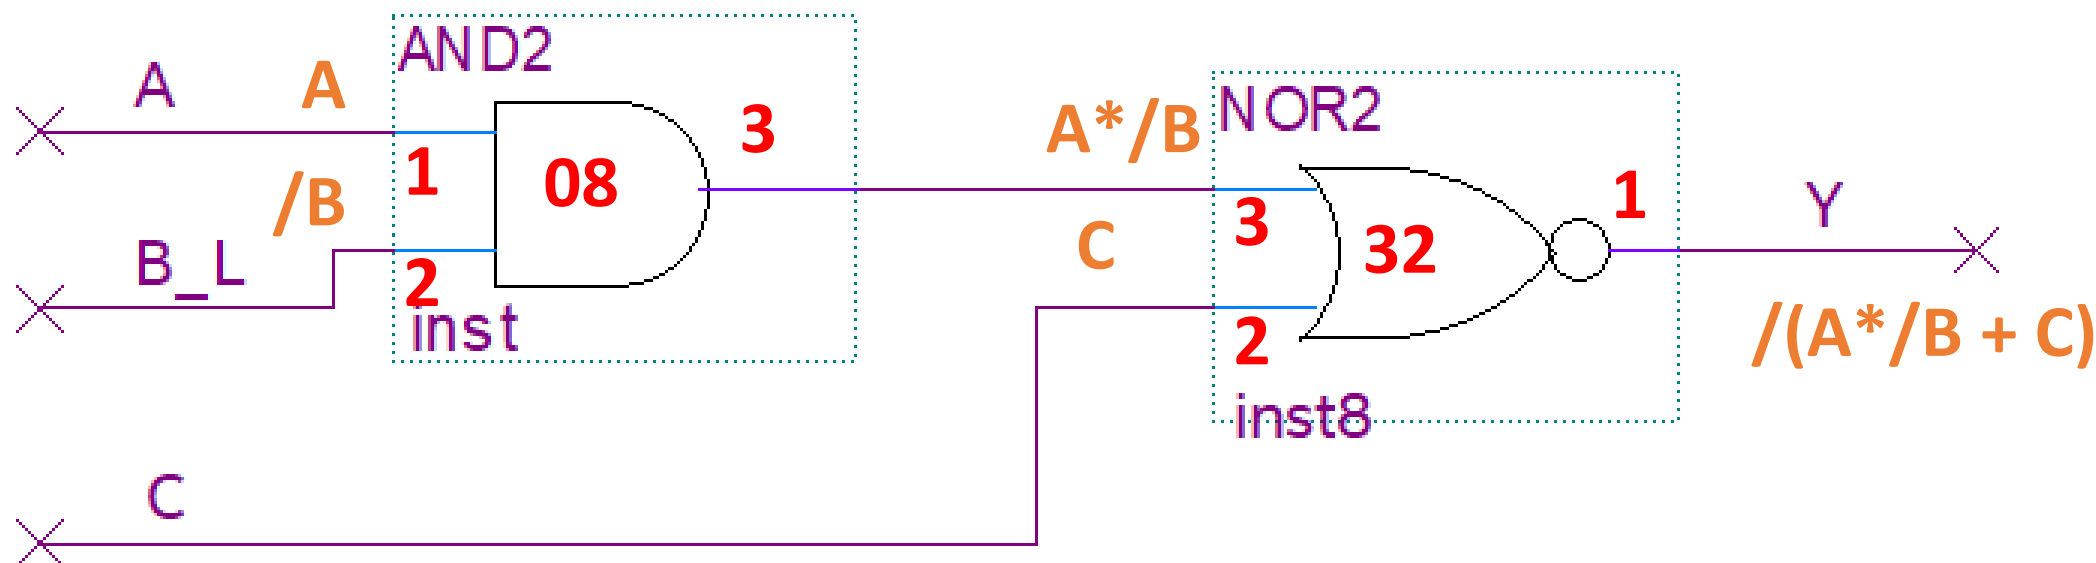 AND2
A
A
1
08
3
/B
B_L
2
inst
A*/B
NOR2
3
C
32
1
Y
2
/(A*/B + C)
inst8
C